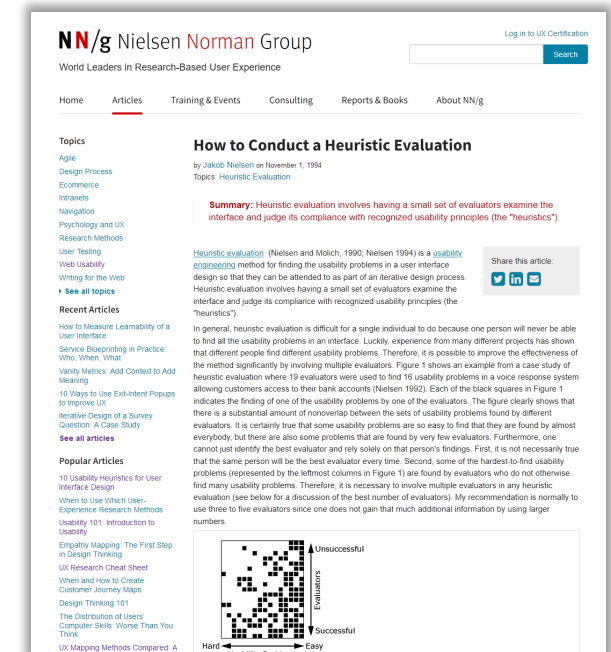 NN/g Nielsen Norman Group
World Leaders in Research-Based User Experience
Log in to UX Certification
Search
Home Articles Training & Events Consulting Reports & Books About NN/g
Topics
Agile
Design Process
Ecommerce
Intranets
Navigation
Psychology and UX
Research Methods
User Testing
Web Usability
Writing for the Web
See all topics
Recent Articles
How to Measure Learnability of a
User Interface
Service Blueprinting in Practice:
Who, When, What
Vanity Metrics: Add Context to Add
Meaning
10 Ways to Use Exit-Intent Popups
to Improve UX
Iterative Design of a Survey
Question: A Case Study
See all articles
Popular Articles
10 Usability Heuristics for User
Interface Design
When to Use Which User-
Experience Research Methods
Usability 101: Introduction to
Usability
Empathy Mapping: The First Step
in Design Thinking
UX Research Cheat Sheet
When and How to Create
Customer Journey Maps
Design Thinking 101
The Distribution of Users'
Computer Skills: Worse Than You
Think
UX Mapping Methods Compared: A
How to Conduct a Heuristic Evaluation
by Jakob Nielsen on November 1, 1994
Topics: Heuristic Evaluation
Summary: Heuristic evaluation involves having a small set of evaluators examine the
interface and judge its compliance with recognized usability principles (the "heuristics").
Heuristic evaluation (Nielsen and Molich, 1990; Nielsen 1994) is a usability
engineering method for finding the usability problems in a user interface
design so that they can be attended to as part of an iterative design process.
Heuristic evaluation involves having a small set of evaluators examine the
interface and judge its compliance with recognized usability principles (the
"heuristics").
Share this article:
In general, heuristic evaluation is difficult for a single individual to do because one person will never be able
to find all the usability problems in an interface. Luckily, experience from many different projects has shown
that different people find different usability problems. Therefore, it is possible to improve the effectiveness of
the method significantly by involving multiple evaluators. Figure 1 shows an example from a case study of
heuristic evaluation where 19 evaluators were used to find 16 usability problems in a voice response system
allowing customers access to their bank accounts (Nielsen 1992). Each of the black squares in Figure 1
indicates the finding of one of the usability problems by one of the evaluators. The figure clearly shows that
there is a substantial amount of nonoverlap between the sets of usability problems found by different
evaluators. It is certainly true that some usability problems are so easy to find that they are found by almost
everybody, but there are also some problems that are found by very few evaluators. Furthermore, one
cannot just identify the best evaluator and rely solely on that person's findings. First, it is not necessarily true
that the same person will be the best evaluator every time. Second, some of the hardest-to-find usability
problems (represented by the leftmost columns in Figure 1) are found by evaluators who do not otherwise
find many usability problems. Therefore, it is necessary to involve multiple evaluators in any heuristic
evaluation (see below for a discussion of the best number of evaluators). My recommendation is normally to
use three to five evaluators since one does not gain that much additional information by using larger
numbers.
Unsuccessful
Evaluators
Successful
Hard Easy